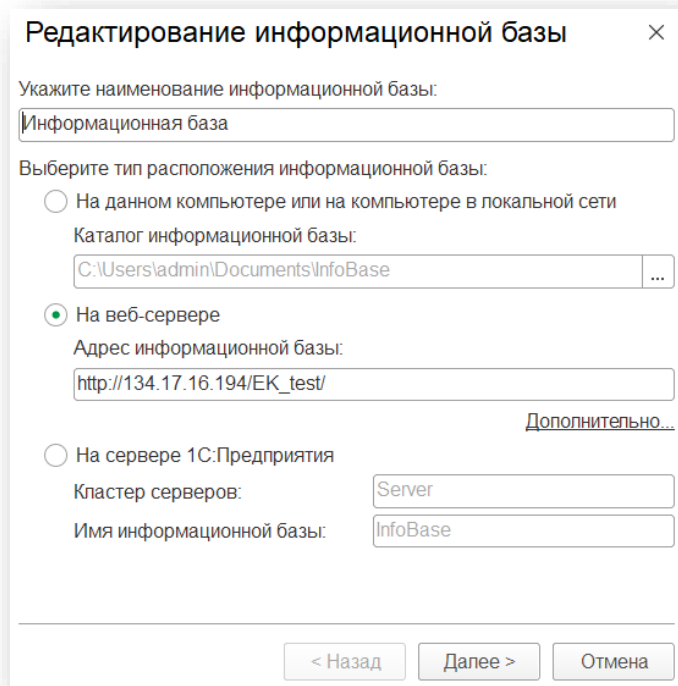 Редактирование информационной базы
Укажите наименование информационной базы:
Информационная база
Выберите тип расположения информационной базы:
На данном компьютере или на компьютере в локальной сети
Каталог информационной базы:
C:\Users\admin\Documents\InfoBase
...
На веб-сервере
Адрес информационной базы:
http://134.17.16.194/EK_test/
Дополнительно...
На сервере 1С:Предприятия
Кластер серверов: Server
Имя информационной базы: InfoBase
< Назад Далее > Отмена